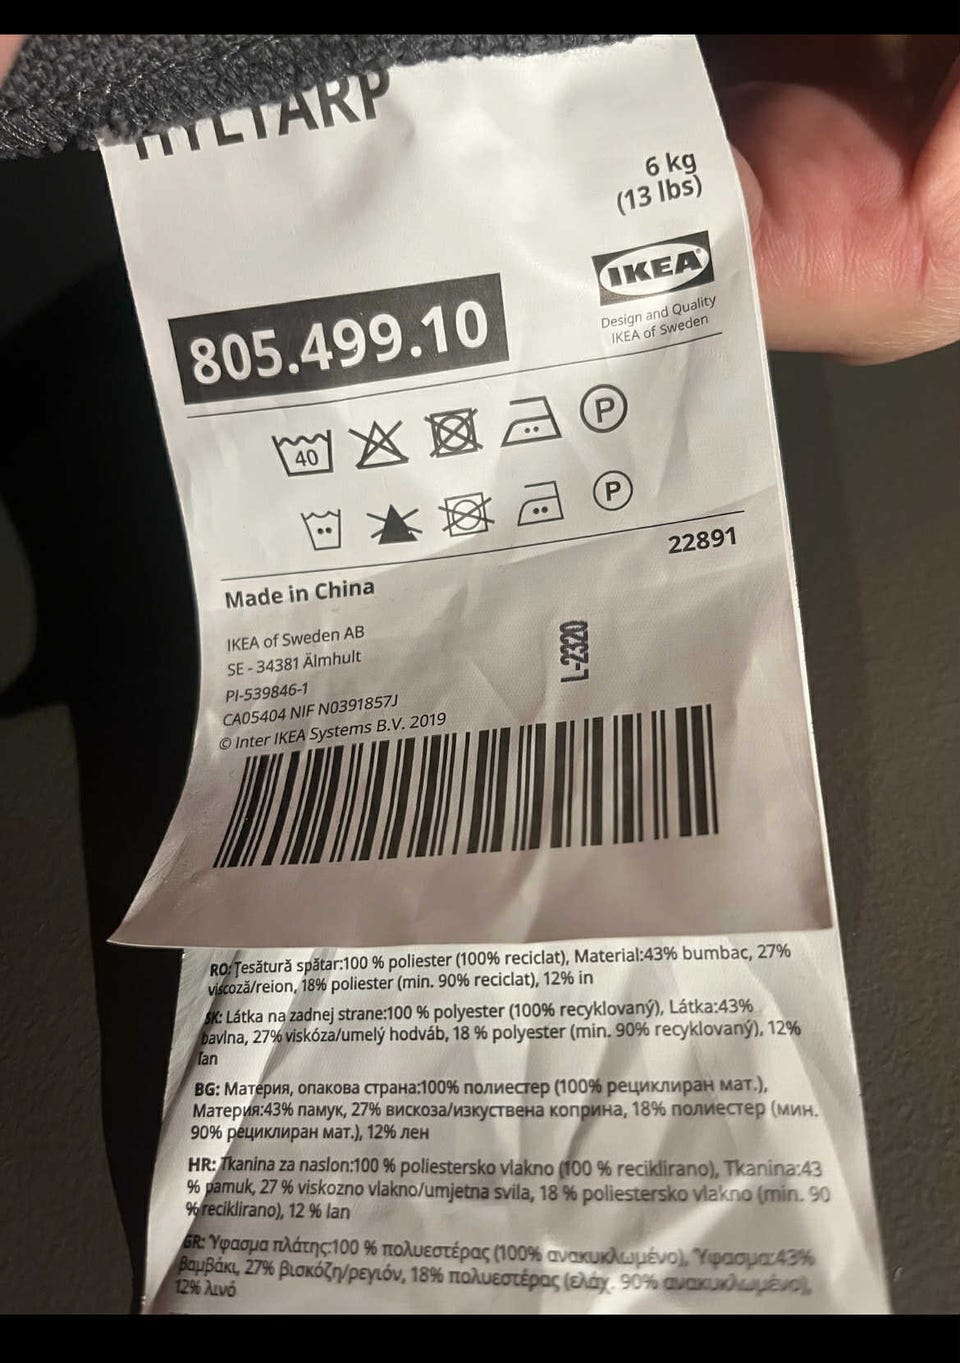 HYLTARP
6 kg
(13 lbs)
IKEA®
Design and Quality
IKEA of Sweden
805.499.10
40
P
P
22891
Made in China
IKEA of Sweden AB
SE - 34381 Älmhult
PI-539846-1
CA05404 NIF N0391857J
© Inter IKEA Systems B.V. 2019
L-2320
RO: Țesătură spătar:100 % poliester (100% reciclat), Material:43% bumbac, 27%
viscoză/reion, 18% poliester (min. 90% reciclat), 12% in
SK: Látka na zadnej strane:100 % polyester (100% recyklovaný), Látka:43%
bavlna, 27% viskóza/umelý hodváb, 18 % polyester (min. 90% recyklovaný), 12%
ľan
BG: Материя, опакова страна:100% полиестер (100% рециклиран мат.),
Материя:43% памук, 27% вискоза/изкуствена коприна, 18% полиестер (мин.
90% рециклиран мат.), 12% лен
HR: Tkanina za naslon:100 % poliestersko vlakno (100 % reciklirano), Tkanina:43
% pamuk, 27 % viskozno vlakno/umjetna svila, 18 % poliestersko vlakno (min. 90
% reciklirano), 12 % lan
GR: Ύφασμα πλάτης:100 % πολυεστέρας (100% ανακυκλωμένο), Ύφασμα:43%
βαμβάκι, 27% βισκόζη/ρεγιόν, 18% πολυεστέρας (ελάχ. 90% ανακυκλωμένο),
12% λινό